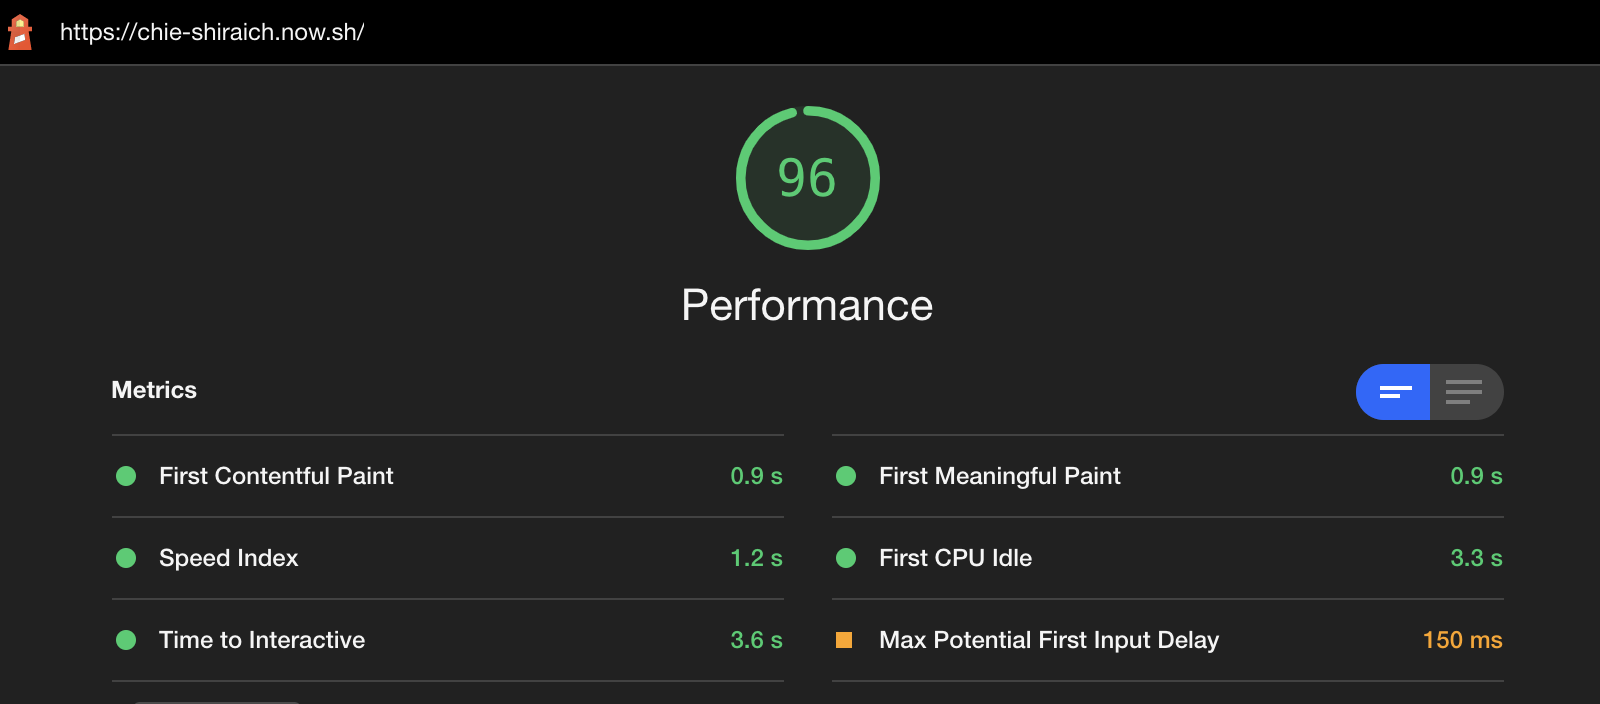 https://chie-shiraich.now.sh/
96
Performance
Metrics
First Contentful Paint 0.9 s
First Meaningful Paint 0.9 s
Speed Index 1.2 s
First CPU Idle 3.3 s
Time to Interactive 3.6 s
Max Potential First Input Delay 150 ms